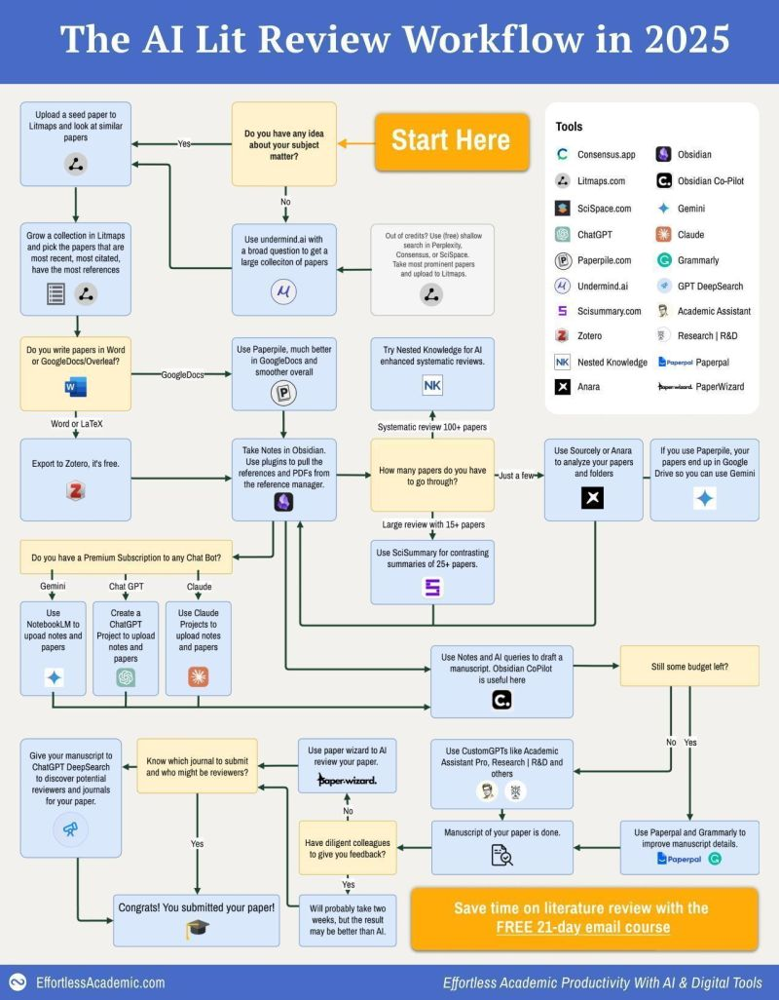 The AI Lit Review Workflow in 2025
Upload a seed paper to
Litmaps and look at similar
papers
Yes
Do you have any idea
about your subject
matter?
Start Here
No
Grow a collection in Litmaps
and pick the papers that are
most recent, most cited,
have the most references
Use undermind.ai with
a broad question to get
a large colleciton of papers
Out of credits? Use (free) shallow
search in Perplexity,
Consensus, or SciSpace.
Take most prominent papers
and upload to Litmaps.
Tools
Consensus.app
Litmaps.com
SciSpace.com
ChatGPT
Paperpile.com
Undermind.ai
Scisummary.com
Zotero
Nested Knowledge
Anara
Obsidian
Obsidian Co-Pilot
Gemini
Claude
Grammarly
GPT DeepSearch
Academic Assistant
Research | R&D
Paperpal Paperpal
Paper-wizard. PaperWizard
NK
Do you write papers in Word
or GoogleDocs/Overleaf?
GoogleDocs
Use Paperpile, much better
in GoogleDocs and
smoother overall
Try Nested Knowledge for AI
enhanced systematic reviews.
NK
Word or LaTeX
Systematic review 100+ papers
Export to Zotero, it's free.
Take Notes in Obsidian.
Use plugins to pull the
references and PDFs from
the reference manager.
How many papers do you have
to go through?
Just a few
Use Sourcely or Anara
to analyze your papers
and folders
If you use Paperpile, your
papers end up in Google
Drive so you can use Gemini
Large review with 15+ papers
Use SciSummary for contrasting
summaries of 25+ papers.
Do you have a Premium Subscription to any Chat Bot?
Gemini
Chat GPT
Claude
Use
NotebookLM to
upoad notes and
papers
Create a
ChatGPT
Project to upload
notes and
papers
Use Claude
Projects to
upload notes
and papers
Use Notes and AI queries to draft a
manuscript. Obsidian CoPilot
is useful here
Still some budget left?
No
Yes
Give your manuscript to
ChatGPT DeepSearch
to discover potential
reviewers and journals
for your paper.
Know which journal to submit
and who might be reviewers?
Use paper wizard to AI
review your paper.
Paper-wizard.
Use CustomGPTs like Academic
Assistant Pro, Research | R&D and
others
No
Yes
Have diligent colleagues
to give you feedback?
Manuscript of your paper is done.
Use Paperpal and Grammarly to
improve manuscript details.
Paperpal
Yes
Congrats! You submitted your paper!
Will probably take two
weeks, but the result
may be better than AI.
Save time on literature review with the
FREE 21-day email course
EffortlessAcademic.com
Effortless Academic Productivity With AI & Digital Tools